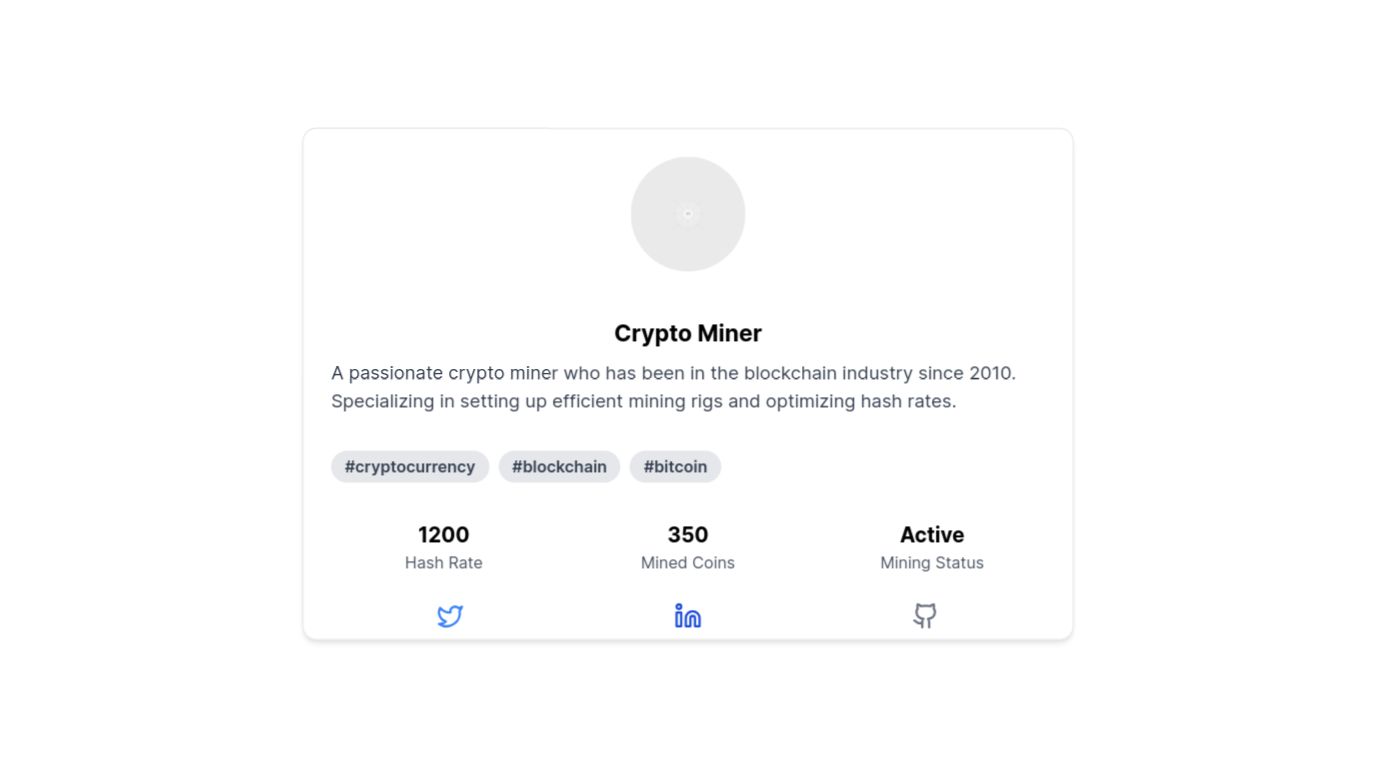 Crypto Miner
A passionate crypto miner who has been in the blockchain industry since 2010.
Specializing in setting up efficient mining rigs and optimizing hash rates.
#cryptocurrency #blockchain #bitcoin
1200 350 Active
Hash Rate Mined Coins Mining Status